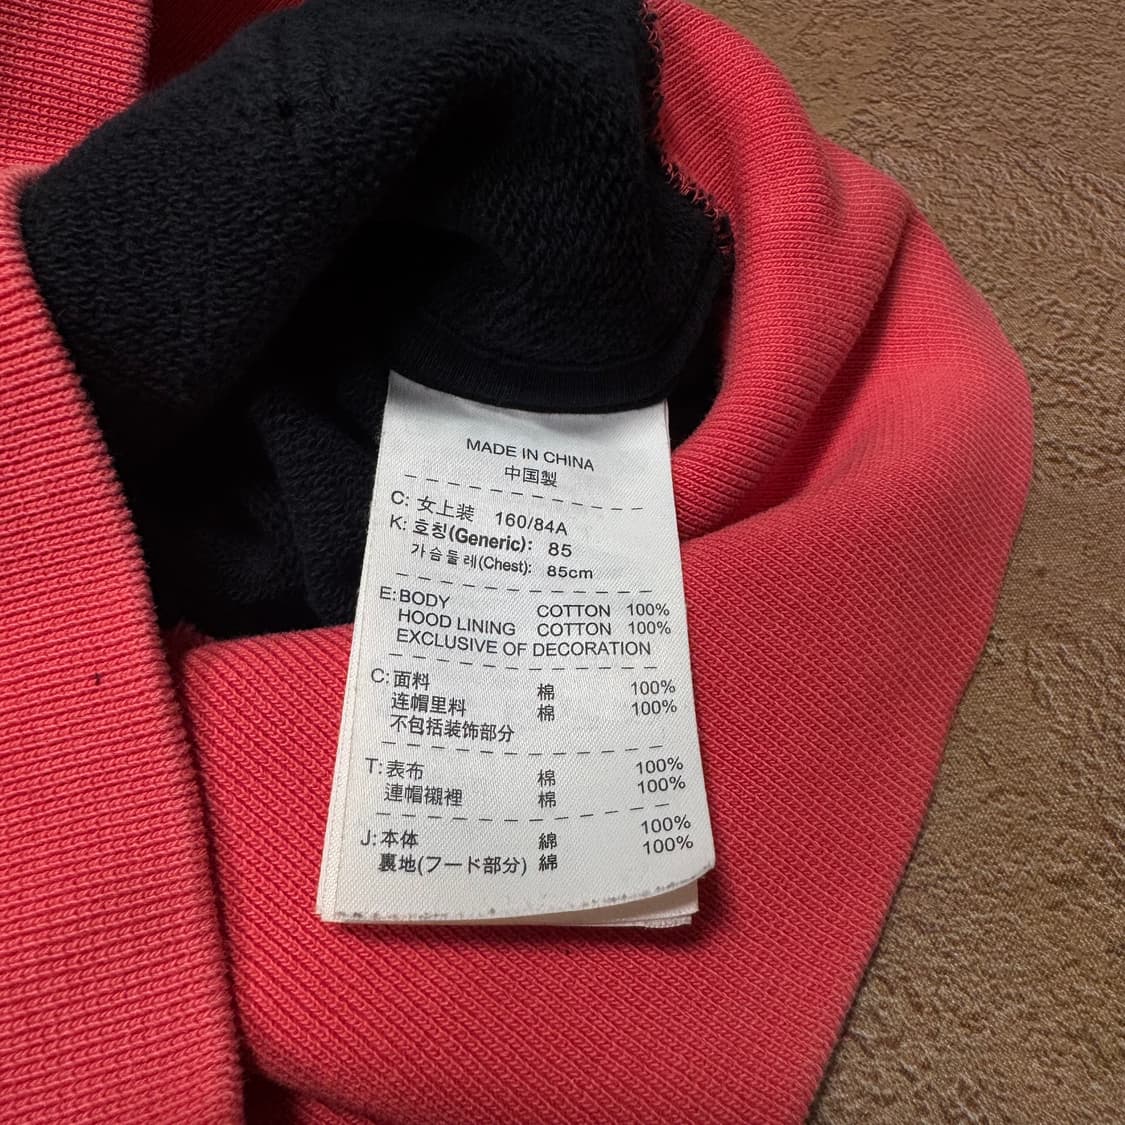 MADE IN CHINA
中国製
C: 女上装 160/84A
K: 호칭(Generic): 85
가슴둘레(Chest): 85cm
E: BODY COTTON 100%
HOOD LINING COTTON 100%
EXCLUSIVE OF DECORATION
C: 面料 棉 100%
连帽里料 棉 100%
不包括装饰部分
T: 表布 棉 100%
連帽襯裡 棉 100%
J: 本体 綿 100%
裏地(フード部分) 綿 100%